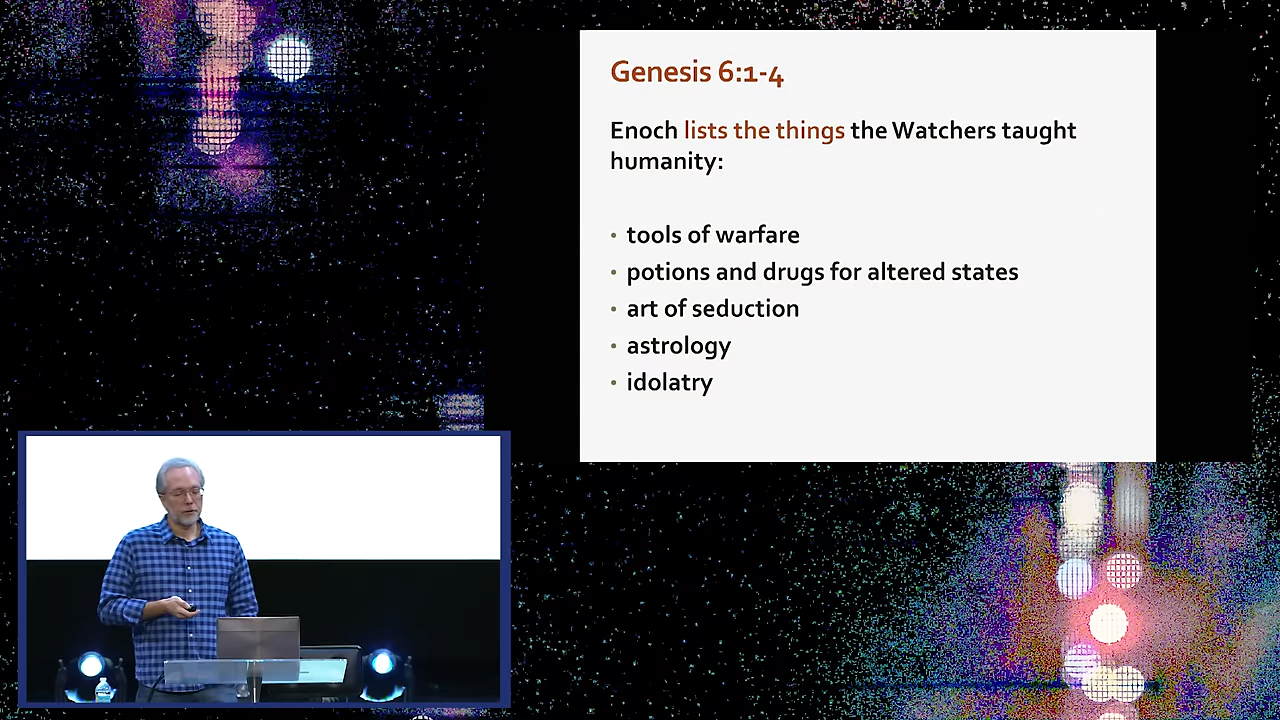 Genesis 6:1-4
Enoch lists the things the Watchers taught
humanity:
• tools of warfare
• potions and drugs for altered states
• art of seduction
• astrology
• idolatry